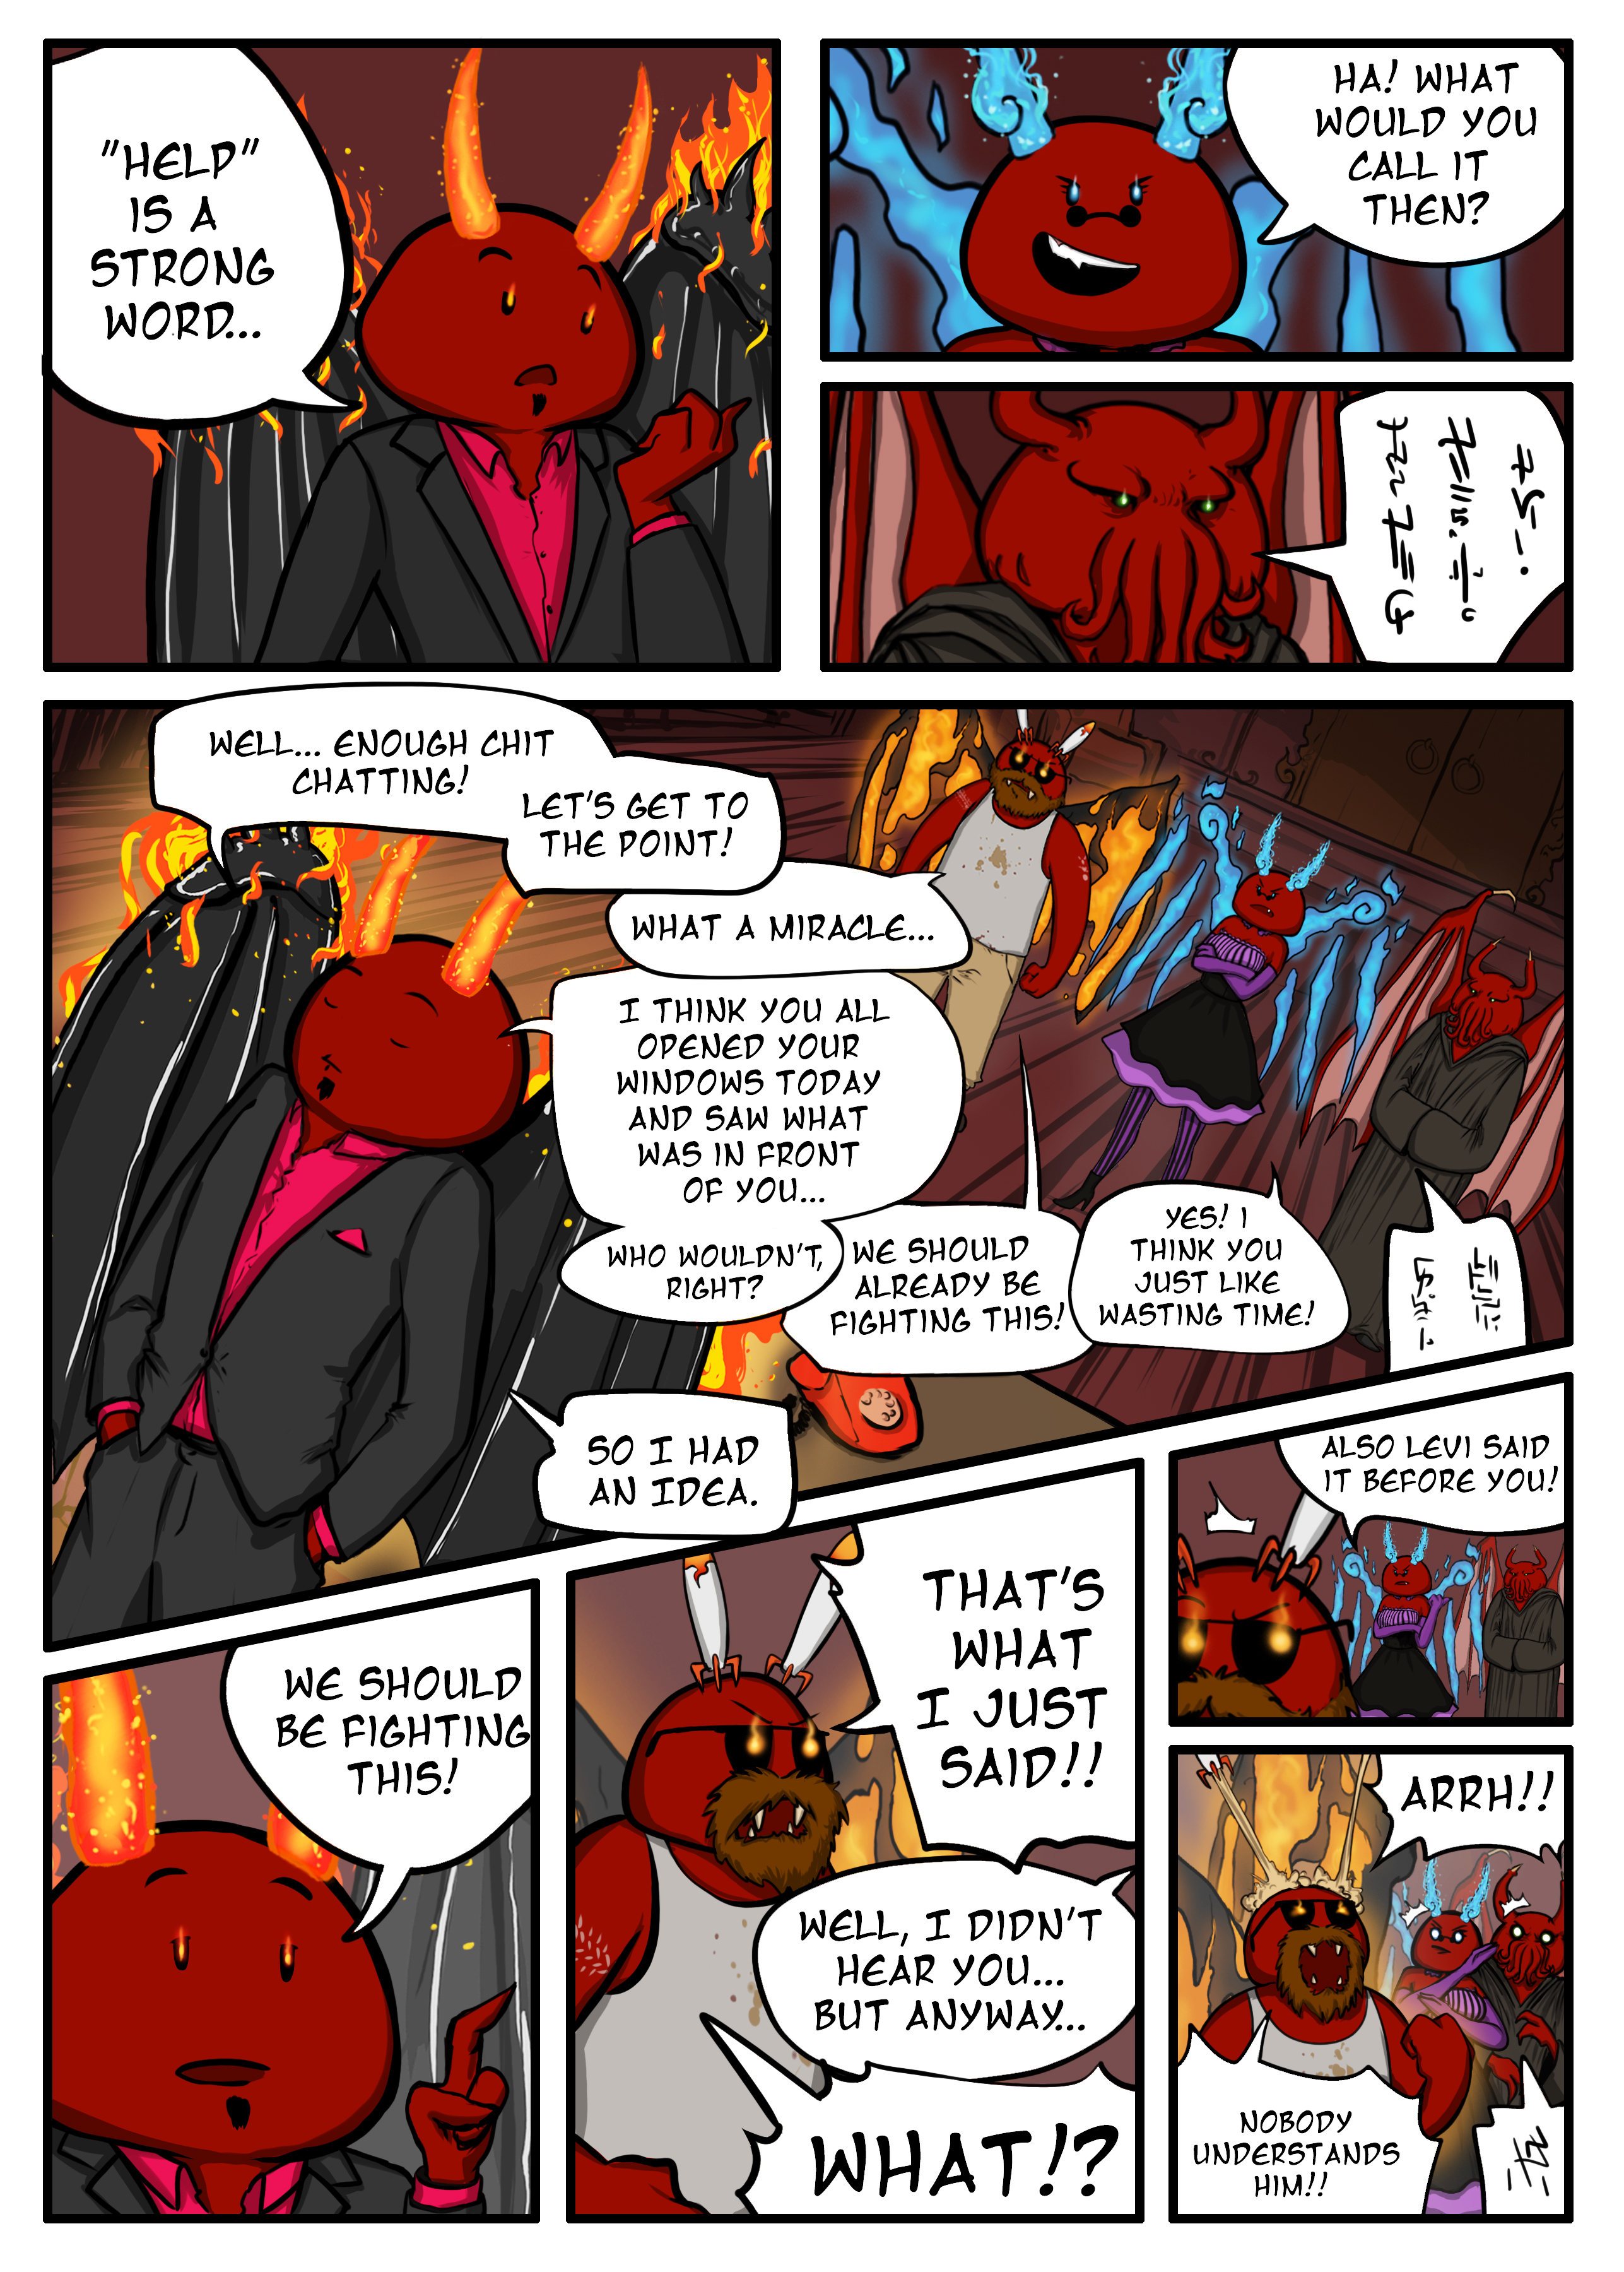 "HELP"
IS A
STRONG
WORD...
HA! WHAT
WOULD YOU
CALL IT
THEN?
WELL... ENOUGH CHIT
CHATTING!
LET'S GET TO
THE POINT!
WHAT A MIRACLE...
I THINK YOU ALL
OPENED YOUR
WINDOWS TODAY
AND SAW WHAT
WAS IN FRONT
OF YOU...
WHO WOULDN'T,
RIGHT?
WE SHOULD
ALREADY BE
FIGHTING THIS!
YES! I
THINK YOU
JUST LIKE
WASTING TIME!
SO I HAD
AN IDEA.
WE SHOULD
BE FIGHTING
THIS!
THAT'S
WHAT
I JUST
SAID!!
WELL, I DIDN'T
HEAR YOU...
BUT ANYWAY...
WHAT!?
ALSO LEVI SAID
IT BEFORE YOU!
ARRH!!
NOBODY
UNDERSTANDS
HIM!!